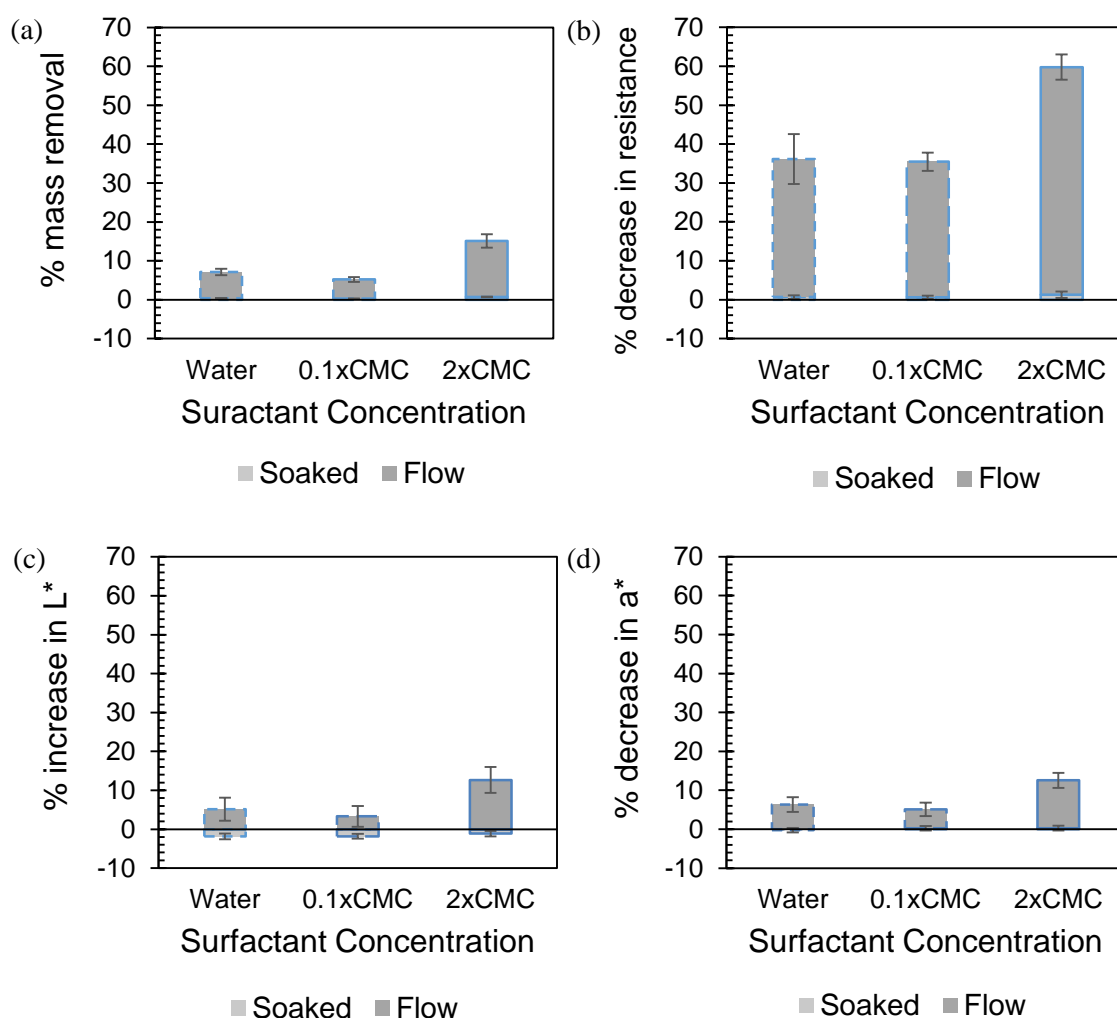 (a)
% mass removal
70
60
50
40
30
20
10
0
-10
Water 0.1xCMC 2xCMC
Suractant Concentration
Soaked Flow
(b)
% decrease in resistance
70
60
50
40
30
20
10
0
-10
Water 0.1xCMC 2xCMC
Surfactant Concentration
Soaked Flow
(c)
% increase in L*
70
60
50
40
30
20
10
0
-10
Water 0.1xCMC 2xCMC
Surfactant Concentration
Soaked Flow
(d)
% decrease in a*
70
60
50
40
30
20
10
0
-10
Water 0.1xCMC 2xCMC
Surfactant Concentration
Soaked Flow